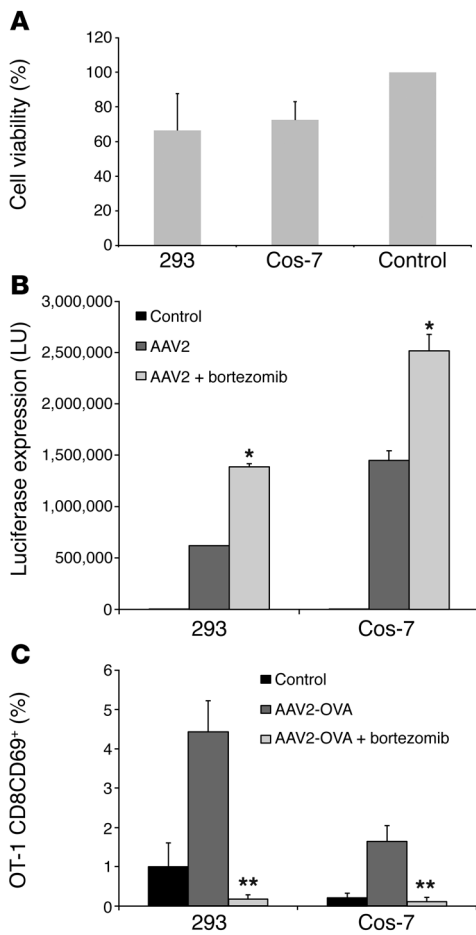 A
Cell viability (%)
120
100
80
60
40
20
0
293 Cos-7 Control
B
Luciferase expression (LU)
3,000,000
2,500,000
2,000,000
1,500,000
1,000,000
500,000
0
Control
AAV2
AAV2 + bortezomib
*
*
293 Cos-7
C
OT-1 CD8CD69⁺ (%)
6
5
4
3
2
1
0
Control
AAV2-OVA
AAV2-OVA + bortezomib
**
**
293 Cos-7